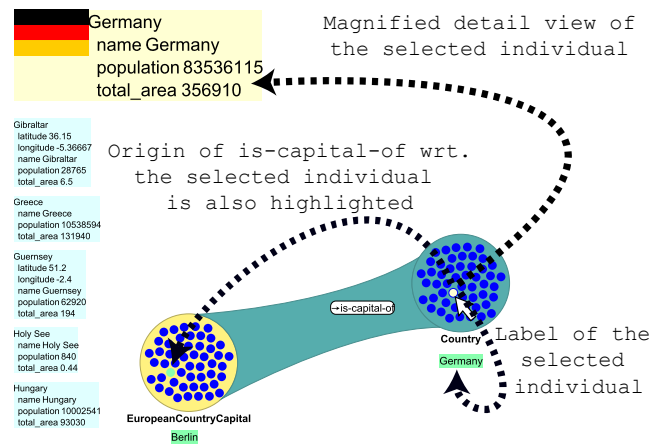 Germany
name Germany
population 83536115
total_area 356910
Magnified detail view of
the selected individual
Gibraltar
latitude 36.15
longitude -5.36667
name Gibraltar
population 28765
total_area 6.5
Greece
name Greece
population 10538594
total_area 131940
Guernsey
latitude 51.2
longitude -2.4
name Guernsey
population 62920
total_area 194
Holy See
name Holy See
population 840
total_area 0.44
Hungary
name Hungary
population 10002541
total_area 93030
Origin of is-capital-of wrt.
the selected individual
is also highlighted
→is-capital-of
Country
Germany
Label of the
selected
individual
EuropeanCountryCapital
Berlin